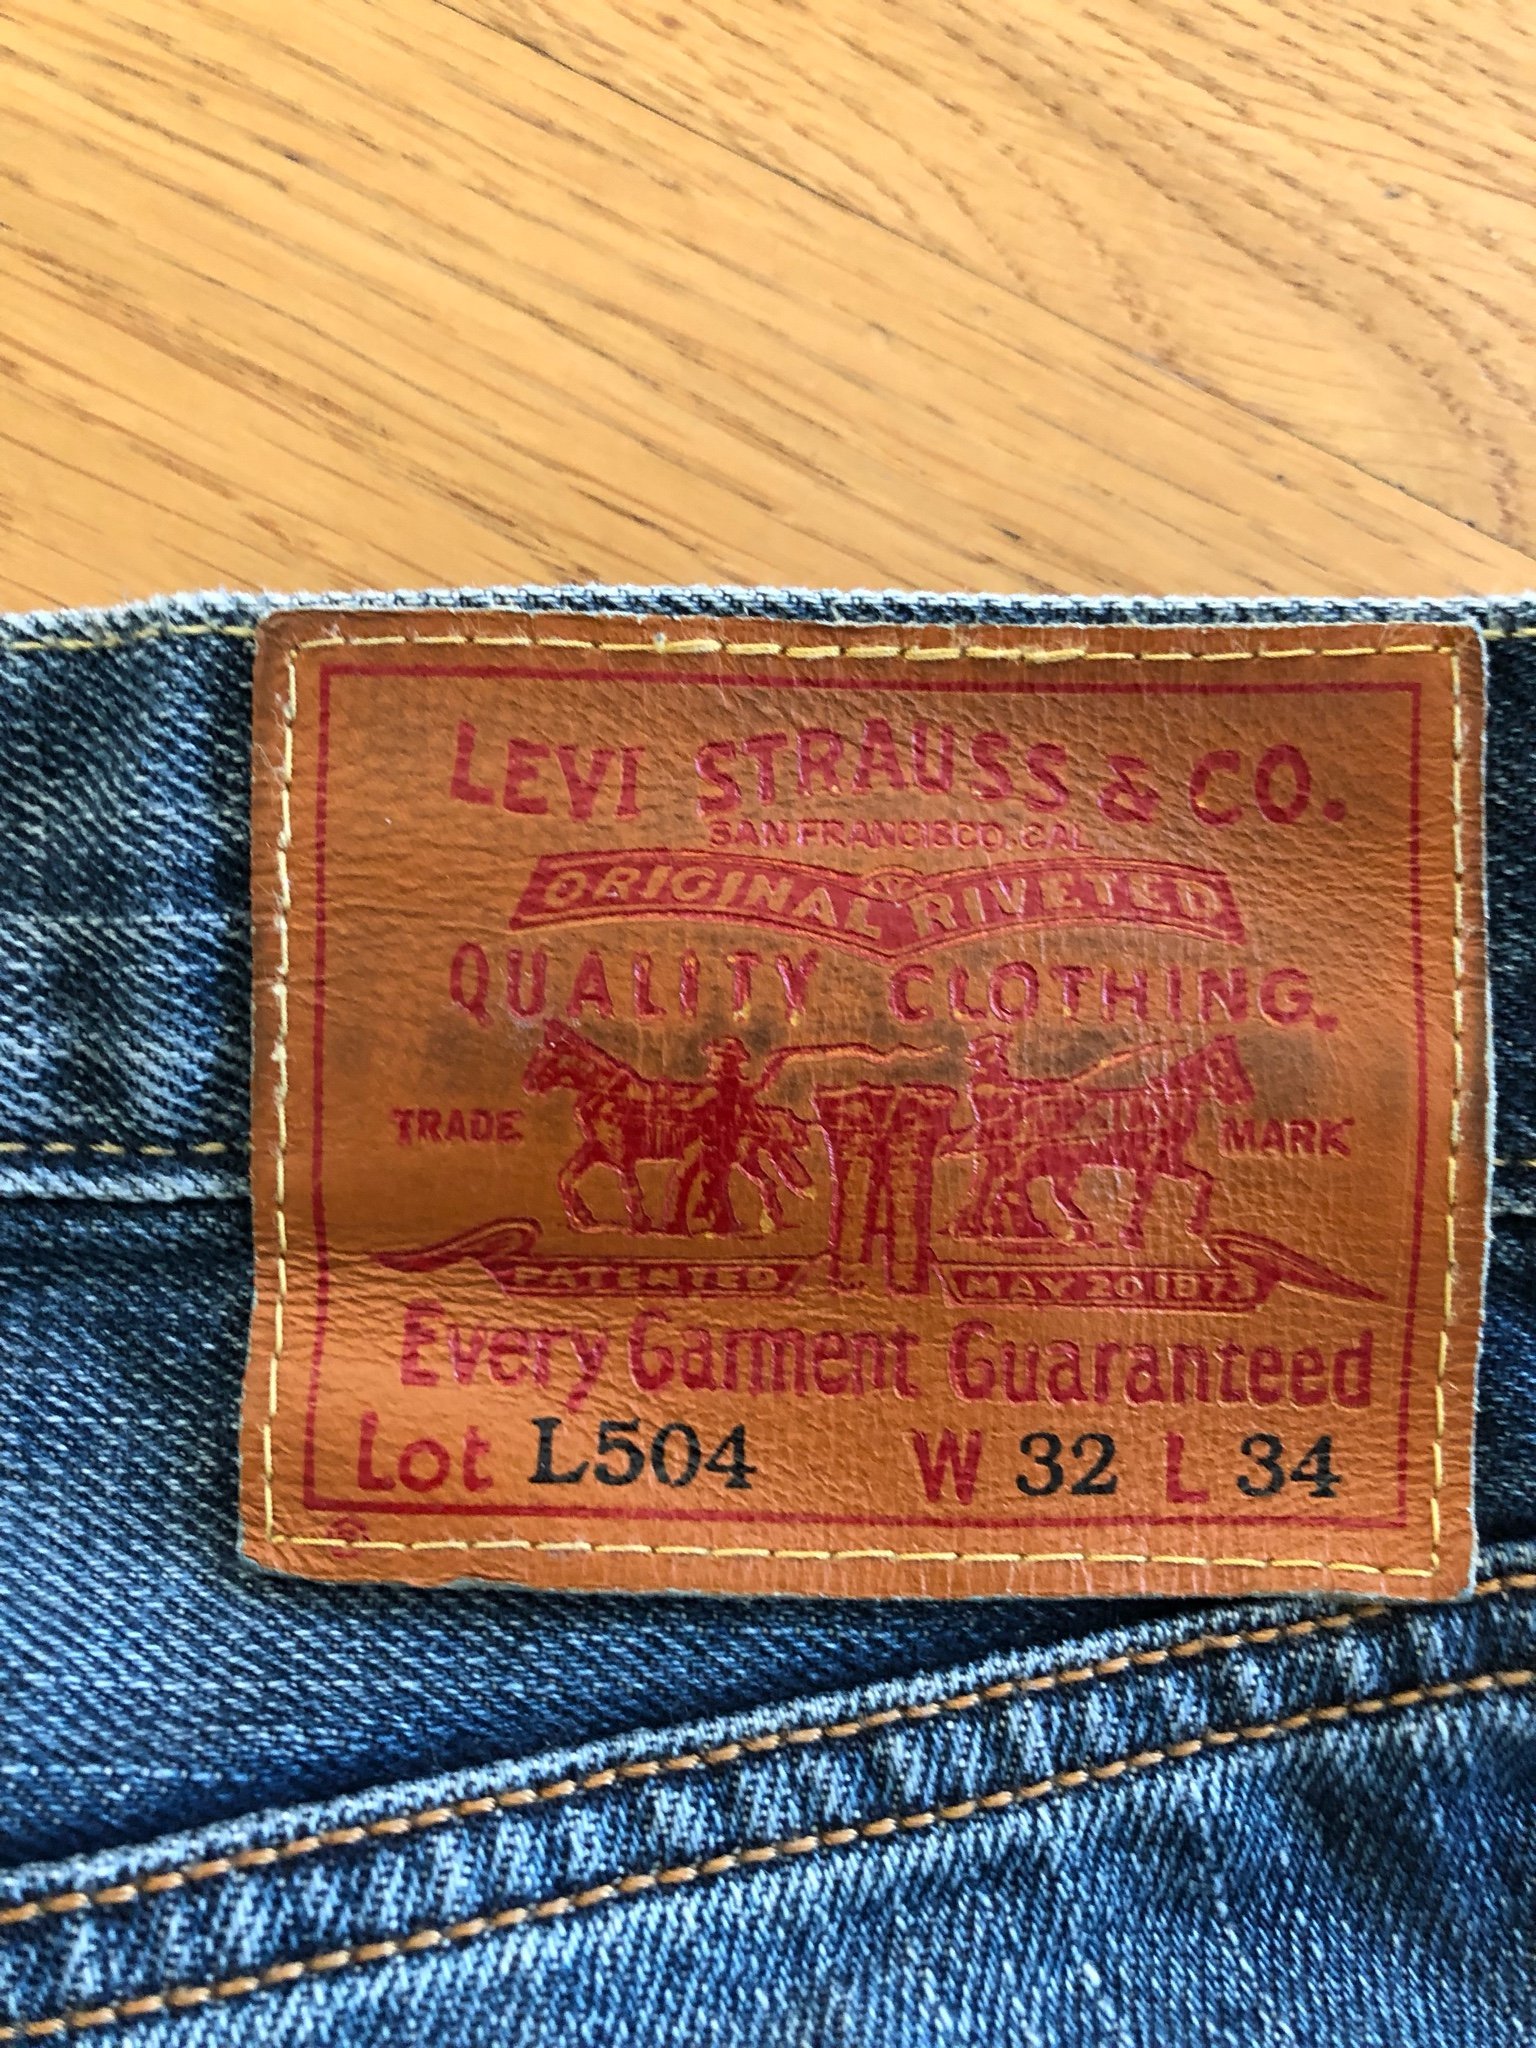 LEVI STRAUSS & CO.
SAN FRANCISCO, CAL.
ORIGINAL RIVETED
QUALITY CLOTHING.
TRADE MARK
PATENTED MAY 20 1873
Every Garment Guaranteed
Lot L504 W 32 L 34
®